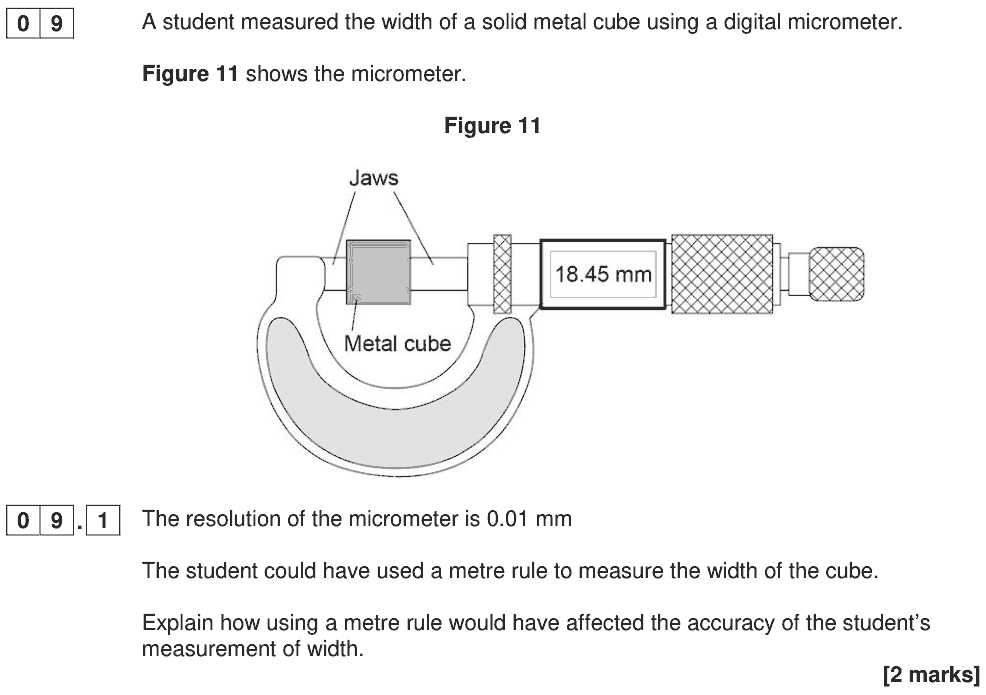 0 9 A student measured the width of a solid metal cube using a digital micrometer.
Figure 11 shows the micrometer.
Figure 11
Jaws
18.45 mm
Metal cube
0 9 . 1 The resolution of the micrometer is 0.01 mm
The student could have used a metre rule to measure the width of the cube.
Explain how using a metre rule would have affected the accuracy of the student's
measurement of width.
[2 marks]